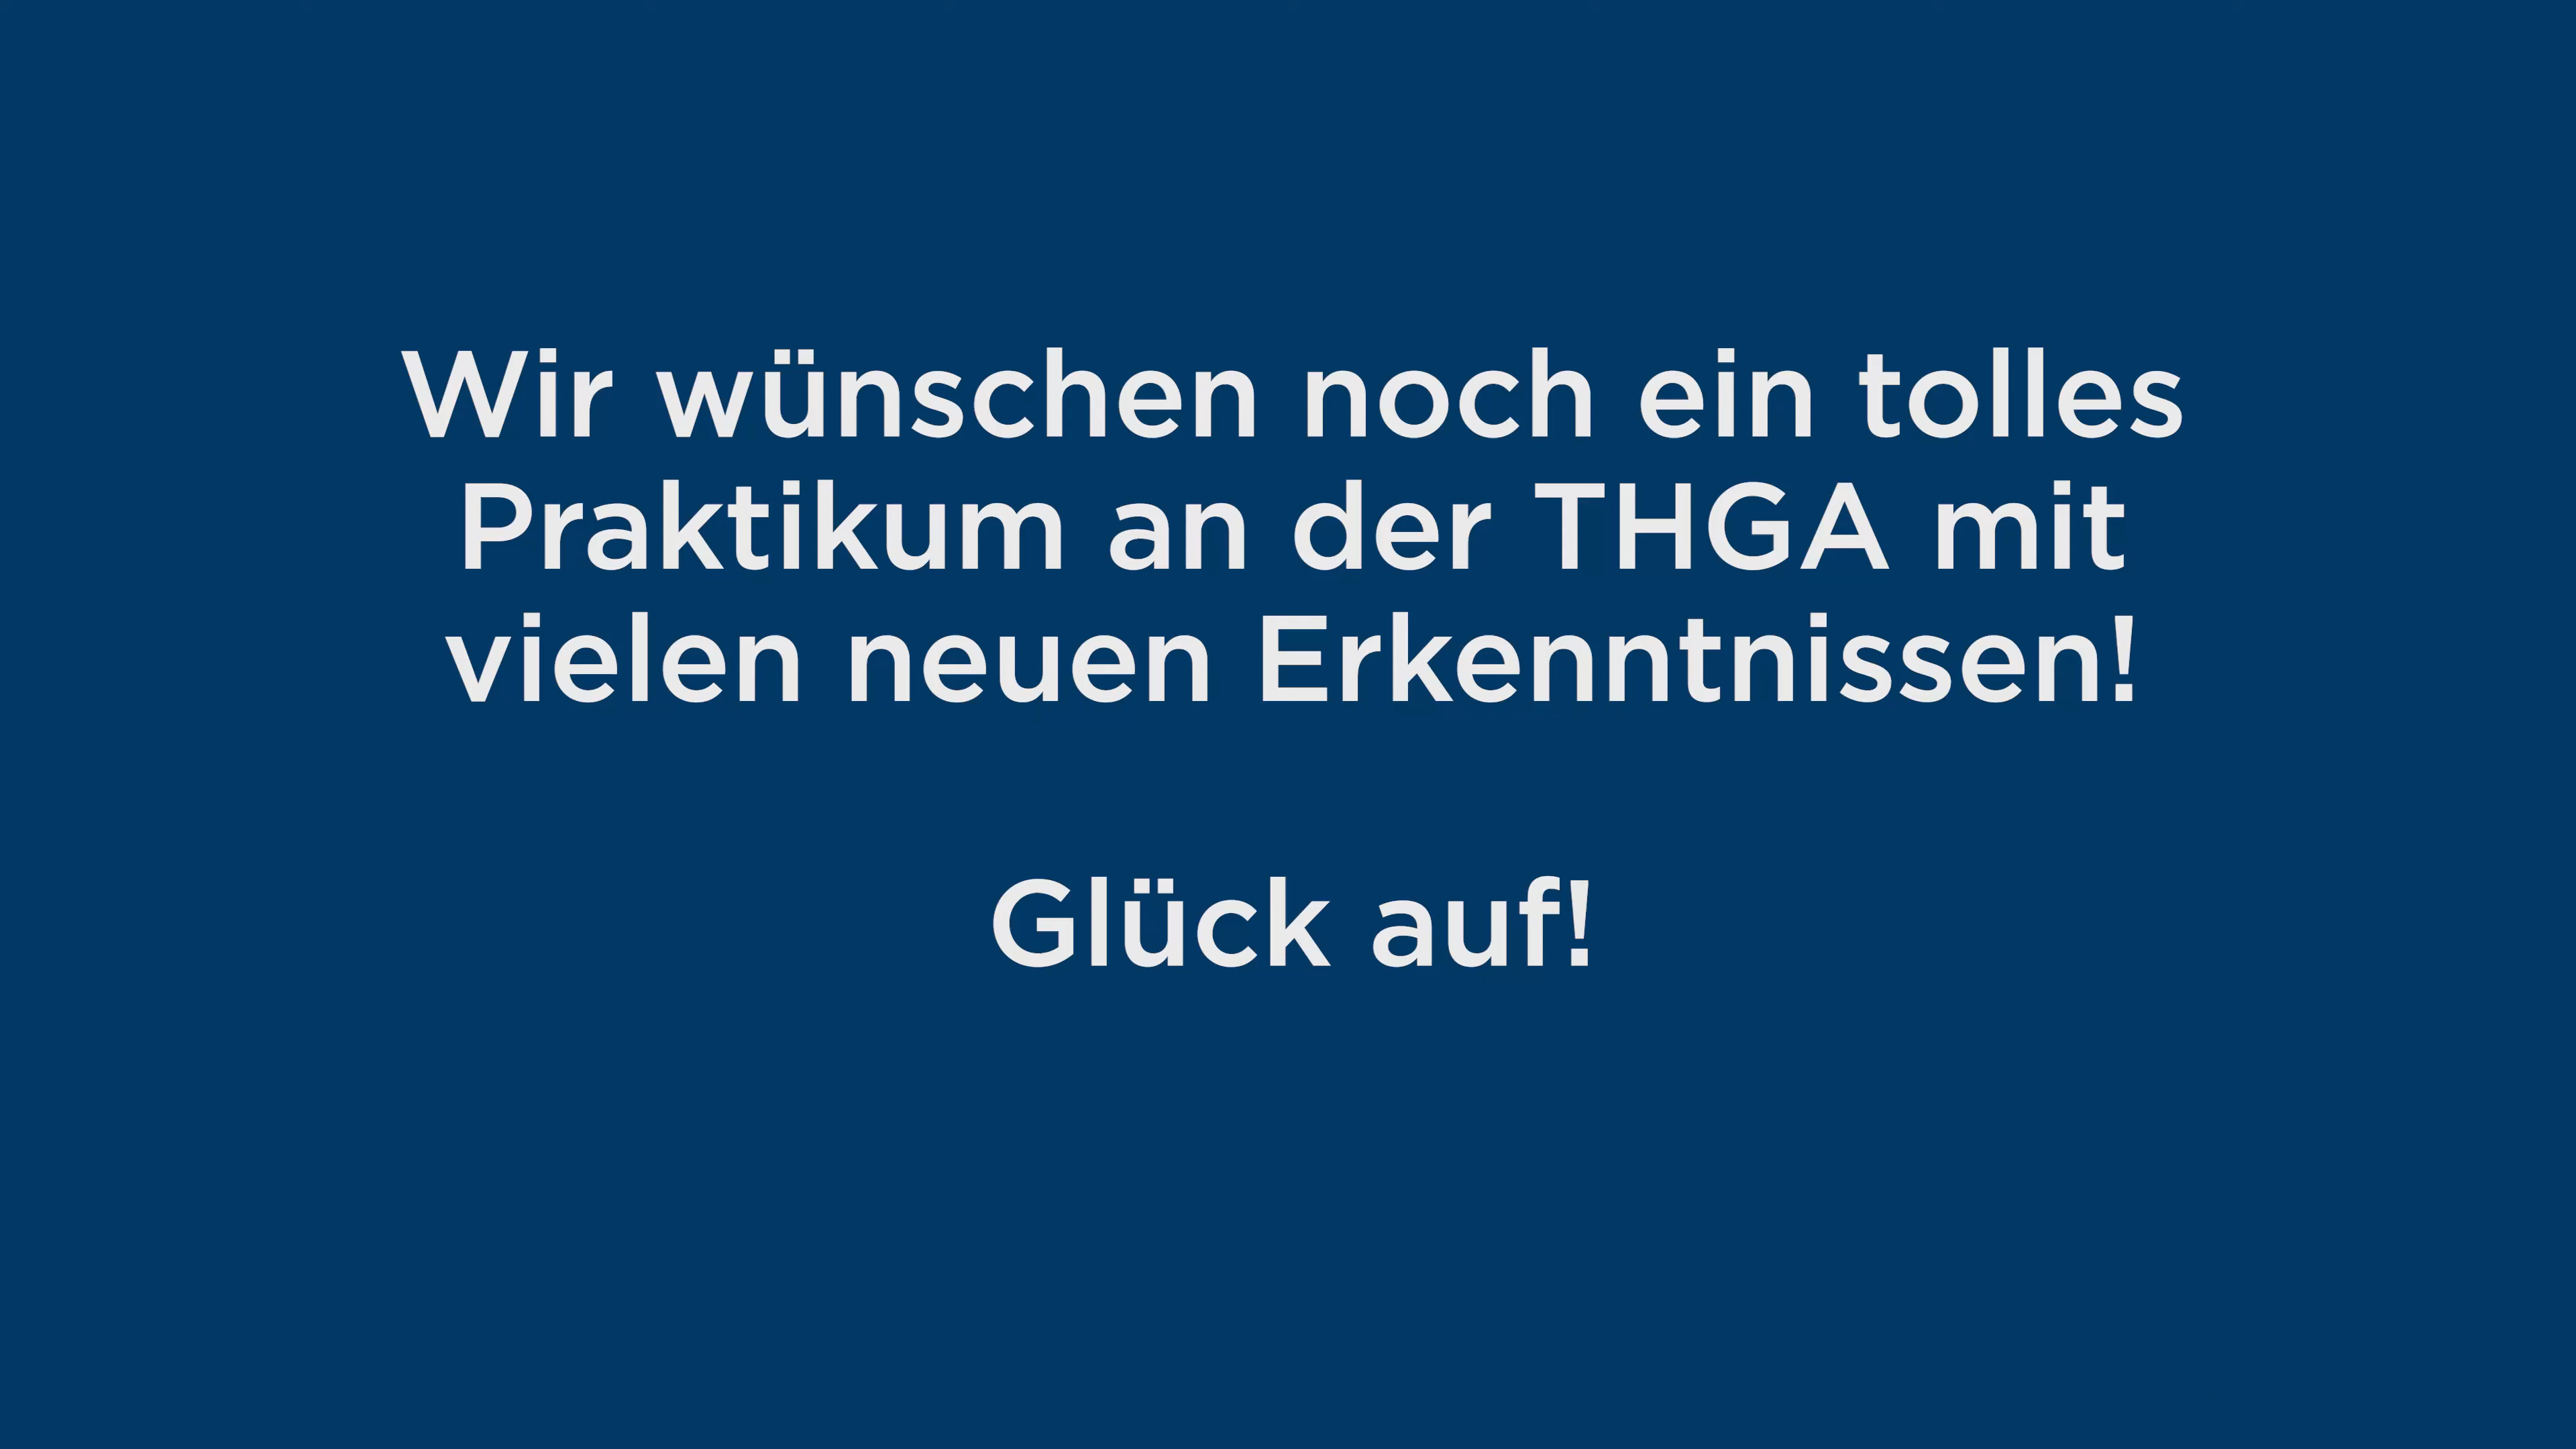 Wir wünschen noch ein tolles
Praktikum an der THGA mit
vielen neuen Erkenntnissen!
Glück auf!